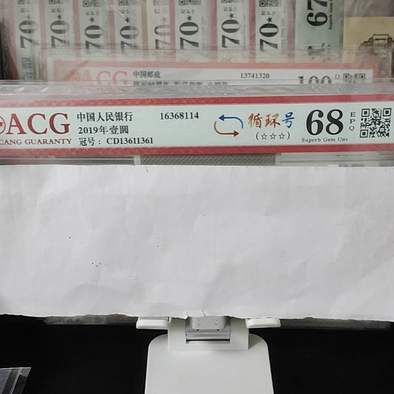 70★ 70★ 70★ 70★ 70★ 67
ACG 中国邮政 13741320 100
ACG
CANG GUARANTY
中国人民银行 16368114
2019年壹圆
冠号: CD13611361
循环号
(☆☆☆)
68 EPQ
Superb Gem Unc